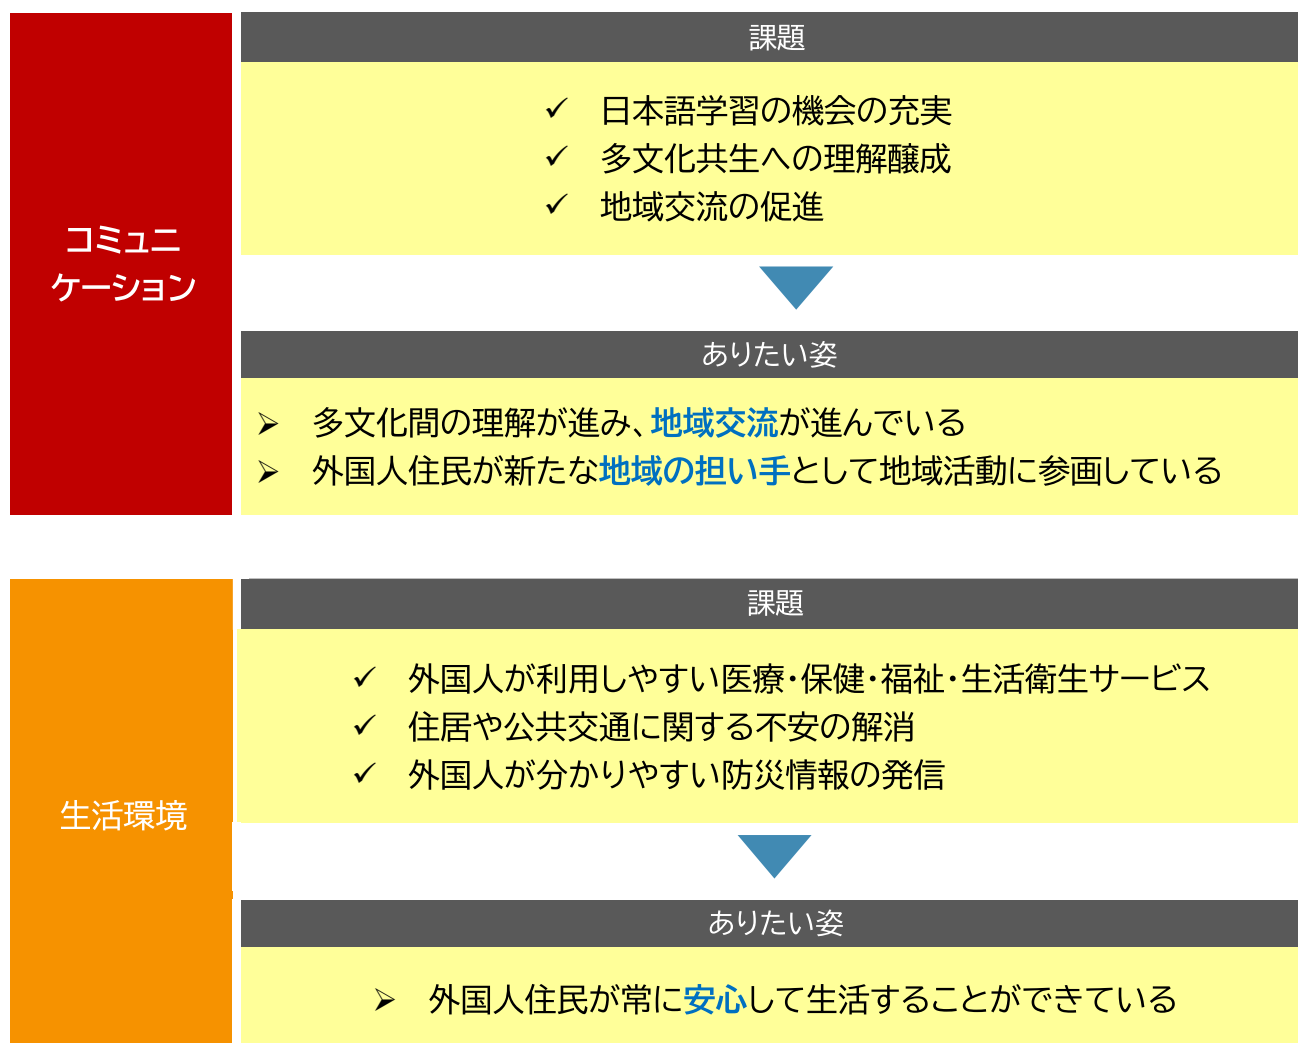 コミュニ
ケーション
課題
✓ 日本語学習の機会の充実
✓ 多文化共生への理解醸成
✓ 地域交流の促進
ありたい姿
➢ 多文化間の理解が進み、地域交流が進んでいる
➢ 外国人住民が新たな地域の担い手として地域活動に参画している
生活環境
課題
✓ 外国人が利用しやすい医療・保健・福祉・生活衛生サービス
✓ 住居や公共交通に関する不安の解消
✓ 外国人が分かりやすい防災情報の発信
ありたい姿
➢ 外国人住民が常に安心して生活することができている